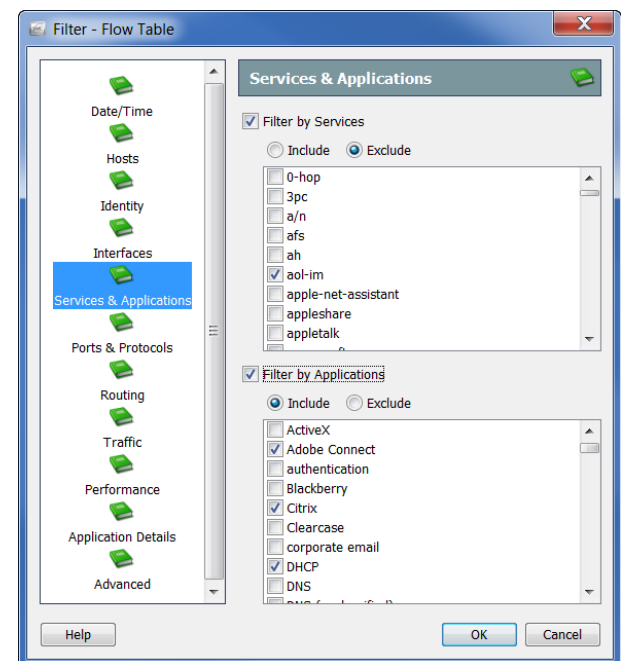 Filter - Flow Table
Date/Time
Hosts
Identity
Interfaces
Services & Applications
Ports & Protocols
Routing
Traffic
Performance
Application Details
Advanced
Services & Applications
Filter by Services
Include Exclude
0-hop
3pc
a/n
afs
ah
aol-im
apple-net-assistant
appleshare
appletalk
Filter by Applications
Include Exclude
ActiveX
Adobe Connect
authentication
Blackberry
Citrix
Clearcase
corporate email
DHCP
DNS
Help OK Cancel